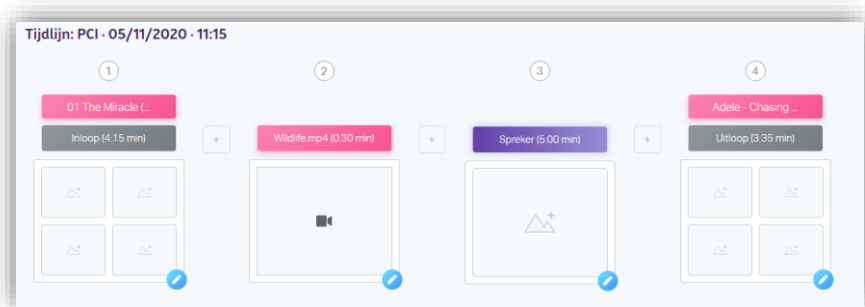 Tijdlijn: PCI · 05/11/2020 · 11:15
1
2
3
4
01 The Miracle (...
Adele - Chasing ...
Inloop (4:15 min)
Wildlife.mp4 (0:30 min)
Spreker (5:00 min)
Uitloop (3:35 min)